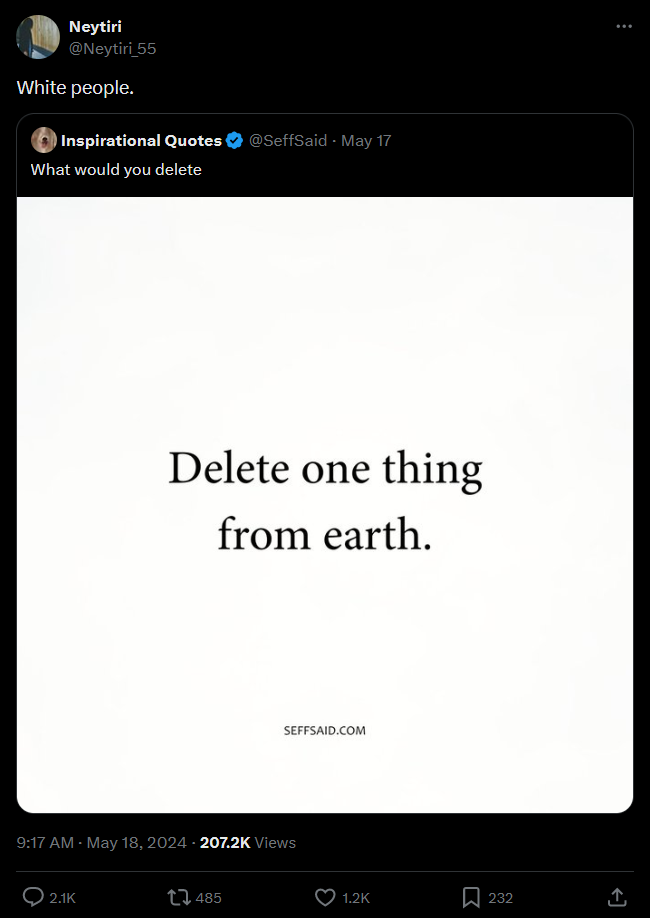 Neytiri
@Neytiri_55
White people.
Inspirational Quotes @SeffSaid · May 17
What would you delete
Delete one thing
from earth.
SEFFSAID.COM
9:17 AM · May 18, 2024 · 207.2K Views
2.1K 485 1.2K 232